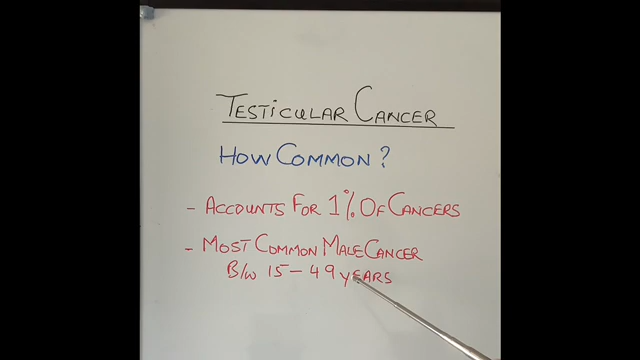 TESTICULAR CANCER
HOW COMMON?
- ACCOUNTS FOR 1% OF CANCERS
- MOST COMMON MALE CANCER
B/W 15 - 49 YEARS